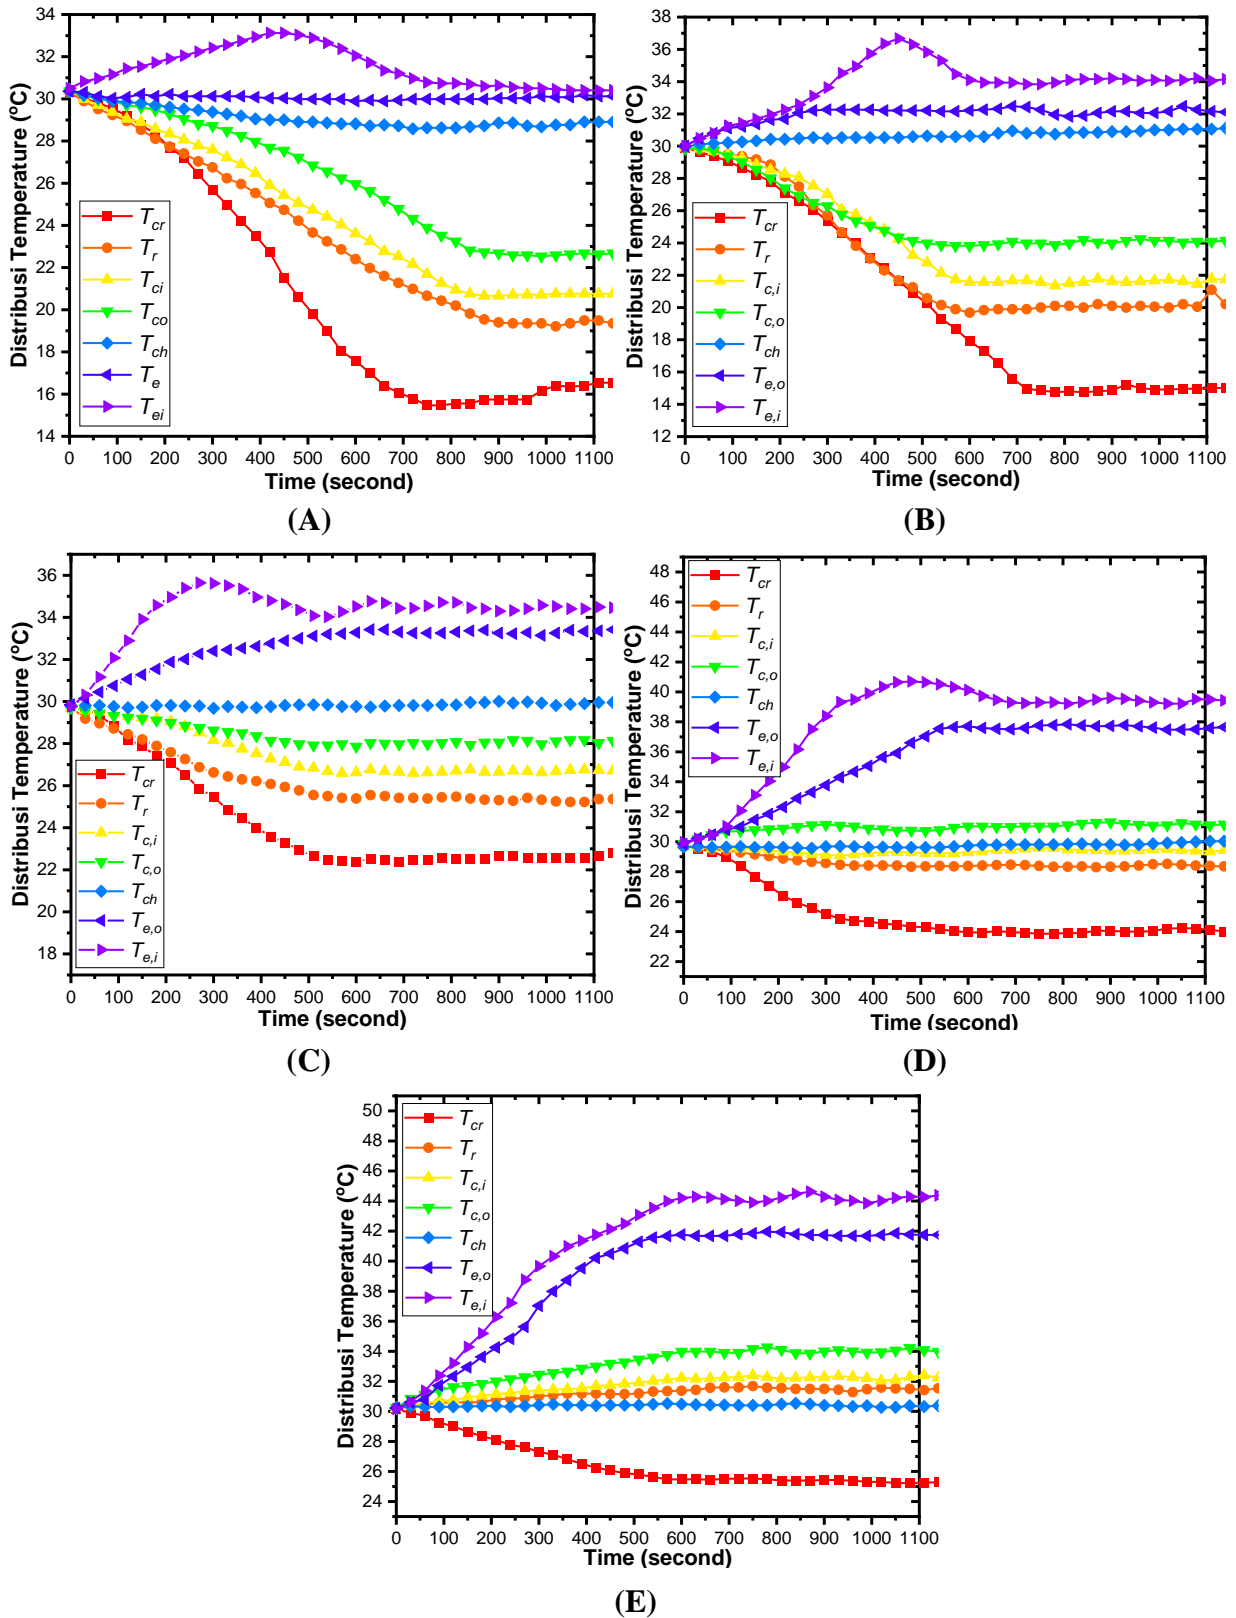 34
32
30
28
26
24
22
20
18
16
14
Distribusi Temperature (°C)
T_cr
T_r
T_ci
T_co
T_ch
T_e
T_ei
0 100 200 300 400 500 600 700 800 900 1000 1100
Time (second)
(A)
38
36
34
32
30
28
26
24
22
20
18
16
14
12
Distribusi Temperature (°C)
T_cr
T_r
T_c,i
T_c,o
T_ch
T_e,o
T_e,i
0 100 200 300 400 500 600 700 800 900 1000 1100
Time (second)
(B)
36
34
32
30
28
26
24
22
20
18
Distribusi Temperature (°C)
T_cr
T_r
T_c,i
T_c,o
T_ch
T_e,o
T_e,i
0 100 200 300 400 500 600 700 800 900 1000 1100
Time (second)
(C)
48
46
44
42
40
38
36
34
32
30
28
26
24
22
Distribusi Temperature (°C)
T_cr
T_r
T_c,i
T_c,o
T_ch
T_e,o
T_e,i
0 100 200 300 400 500 600 700 800 900 1000 1100
Time (second)
(D)
50
48
46
44
42
40
38
36
34
32
30
28
26
24
Distribusi Temperature (°C)
T_cr
T_r
T_c,i
T_c,o
T_ch
T_e,o
T_e,i
0 100 200 300 400 500 600 700 800 900 1000 1100
Time (second)
(E)